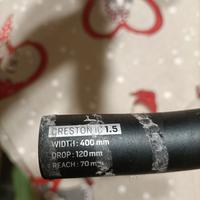 CRESTON IC 1.5
WIDTH: 400 mm
DROP: 120 mm
REACH: 70 mm